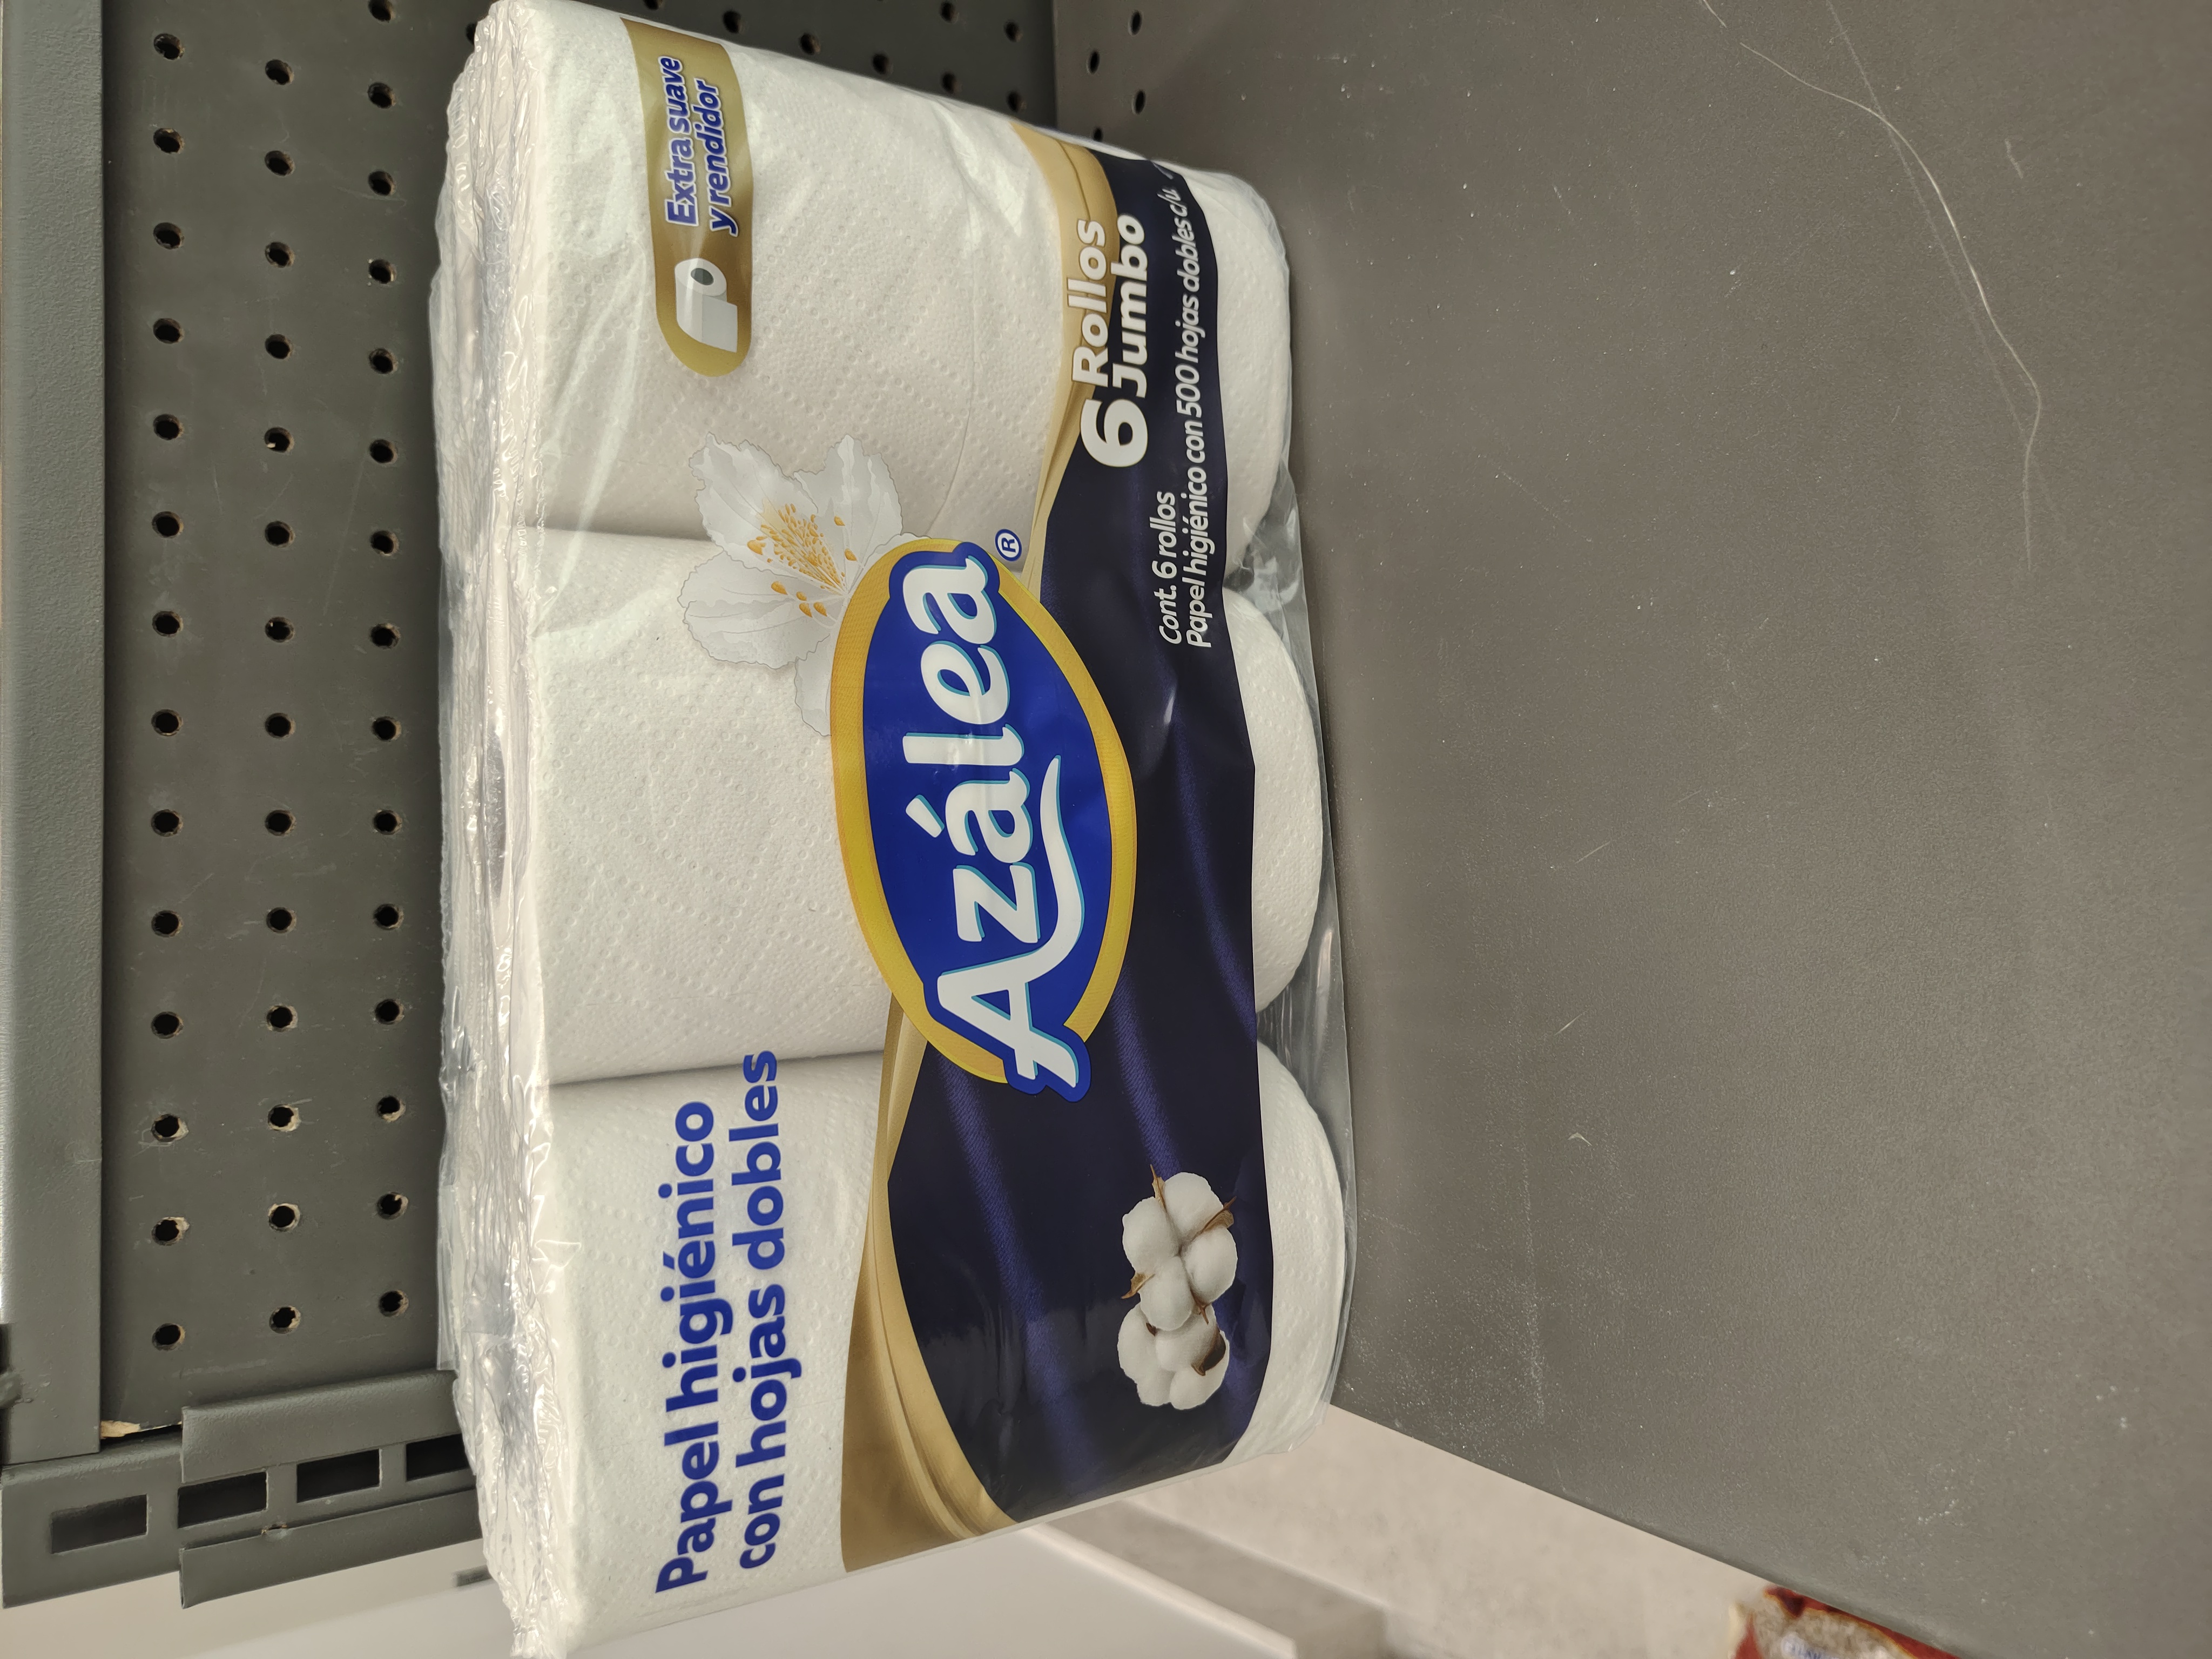 Papel higiénico
con hojas dobles
Extra suave
y rendidor
Azálea
®
6 Rollos
Jumbo
Cont. 6 rollos
Papel higiénico con 500 hojas dobles c/u.